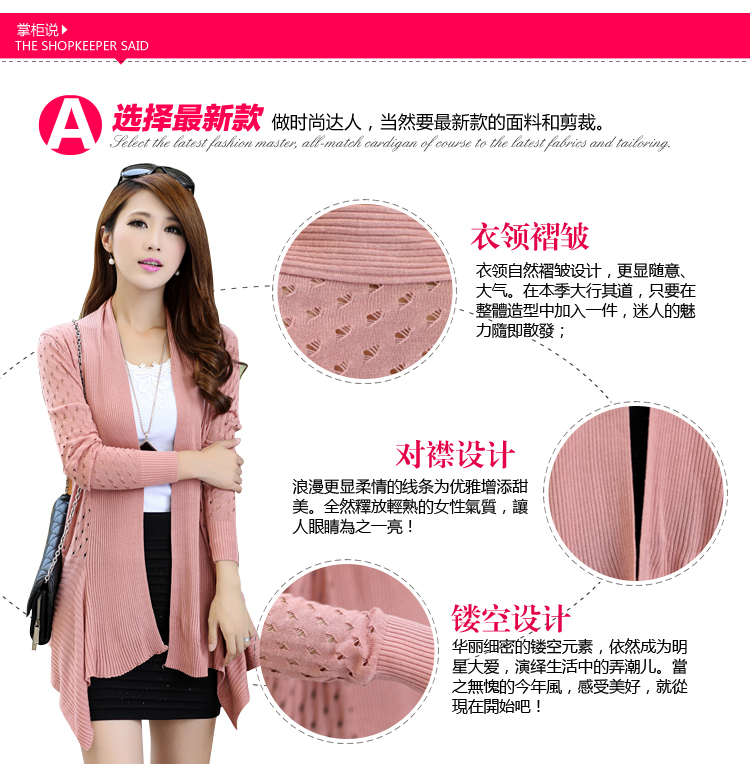 掌柜说
THE SHOPKEEPER SAID
A 选择最新款 做时尚达人，当然要最新款的面料和剪裁。
Select the latest fashion master, all-match cardigan of course to the latest fabrics and tailoring.
衣领褶皱
衣领自然褶皱设计，更显随意、
大气。在本季大行其道，只要在
整體造型中加入一件，迷人的魅
力隨即散發；
对襟设计
浪漫更显柔情的线条为优雅增添甜
美。全然釋放輕熟的女性氣質，讓
人眼睛為之一亮！
镂空设计
华丽细密的镂空元素，依然成为明
星大爱，演绎生活中的弄潮儿。當
之無愧的今年風，感受美好，就從
現在開始吧！